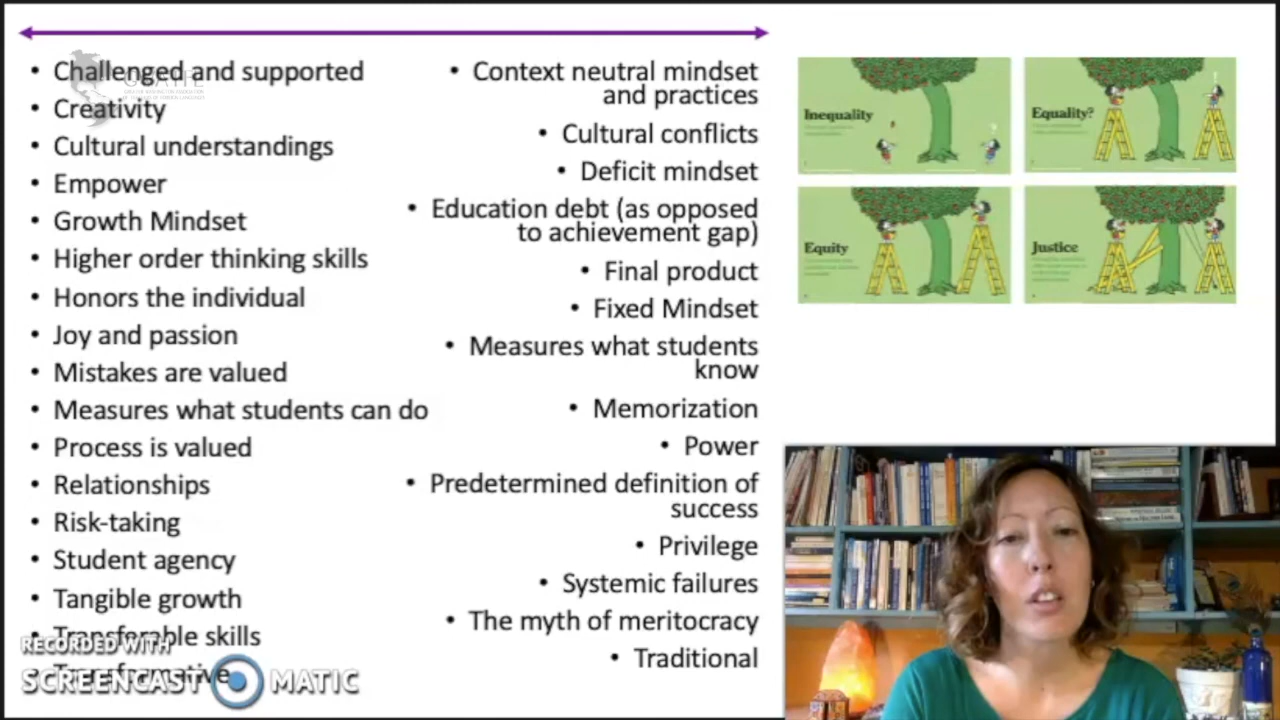 • Challenged and supported
• Creativity
• Cultural understandings
• Empower
• Growth Mindset
• Higher order thinking skills
• Honors the individual
• Joy and passion
• Mistakes are valued
• Measures what students can do
• Process is valued
• Relationships
• Risk-taking
• Student agency
• Tangible growth
• Transferable skills
• Transformative
• Context neutral mindset
and practices
• Cultural conflicts
• Deficit mindset
• Education debt (as opposed
to achievement gap)
• Final product
• Fixed Mindset
• Measures what students
know
• Memorization
• Power
• Predetermined definition of
success
• Privilege
• Systemic failures
• The myth of meritocracy
• Traditional
Inequality
Equality?
Equity
Justice
RECORDED WITH
SCREENCAST MATIC